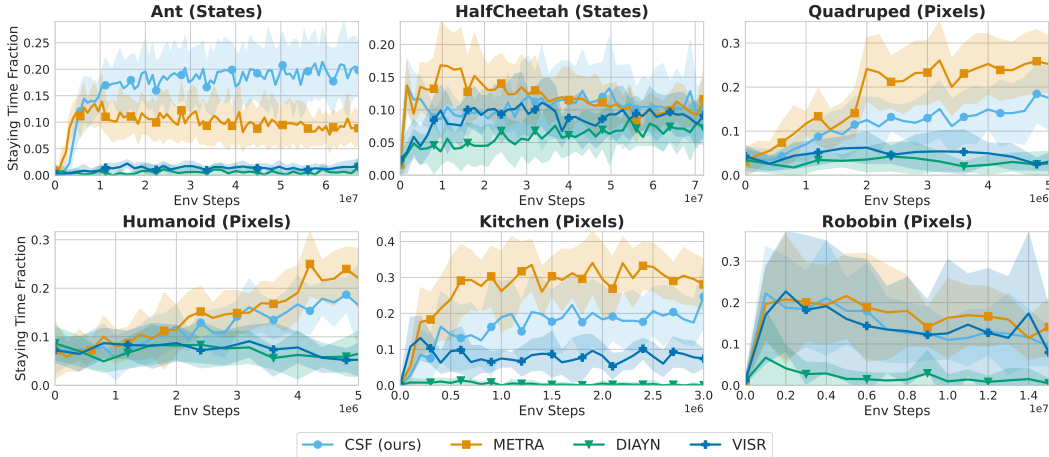 Ant (States)
HalfCheetah (States)
Quadruped (Pixels)
Staying Time Fraction
0.25
0.20
0.15
0.10
0.05
0.00
0 1 2 3 4 5 6
Env Steps
1e7
0.20
0.15
0.10
0.05
0.00
0 1 2 3 4 5 6 7
Env Steps
1e7
0.3
0.2
0.1
0.0
0 1 2 3 4 5
Env Steps
1e6
Humanoid (Pixels)
Kitchen (Pixels)
Robobin (Pixels)
Staying Time Fraction
0.3
0.2
0.1
0.0
0 1 2 3 4 5
Env Steps
1e6
0.4
0.3
0.2
0.1
0.0
0.0 0.5 1.0 1.5 2.0 2.5 3.0
Env Steps
1e6
0.3
0.2
0.1
0.0
0.0 0.2 0.4 0.6 0.8 1.0 1.2 1.4
Env Steps
1e7
CSF (ours) METRA DIAYN VISR